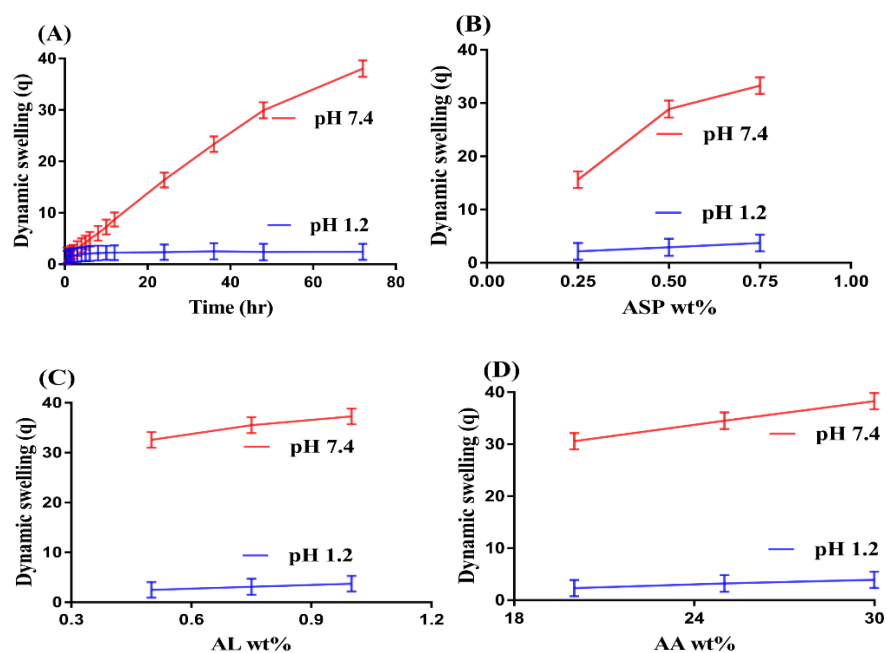 (A)
Dynamic swelling (q)
40
30
20
10
0
pH 7.4
pH 1.2
0 20 40 60 80
Time (hr)
(B)
Dynamic swelling (q)
40
30
20
10
0
pH 7.4
pH 1.2
0.00 0.25 0.50 0.75 1.00
ASP wt%
(C)
Dynamic swelling (q)
40
30
20
10
0
pH 7.4
pH 1.2
0.3 0.6 0.9 1.2
AL wt%
(D)
Dynamic swelling (q)
40
30
20
10
0
pH 7.4
pH 1.2
18 24 30
AA wt%